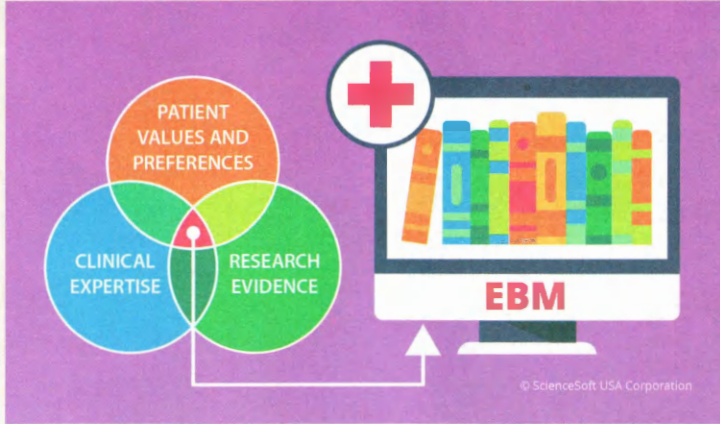 PATIENT
VALUES AND
PREFERENCES
CLINICAL
EXPERTISE
RESEARCH
EVIDENCE
EBM
© ScienceSoft USA Corporation